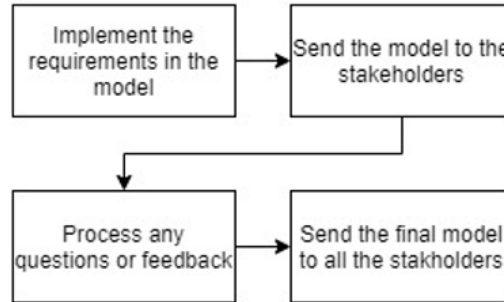 Implement the
requirements in the
model
Send the model to the
stakeholders
Process any
questions or feedback
Send the final model
to all the stakholders